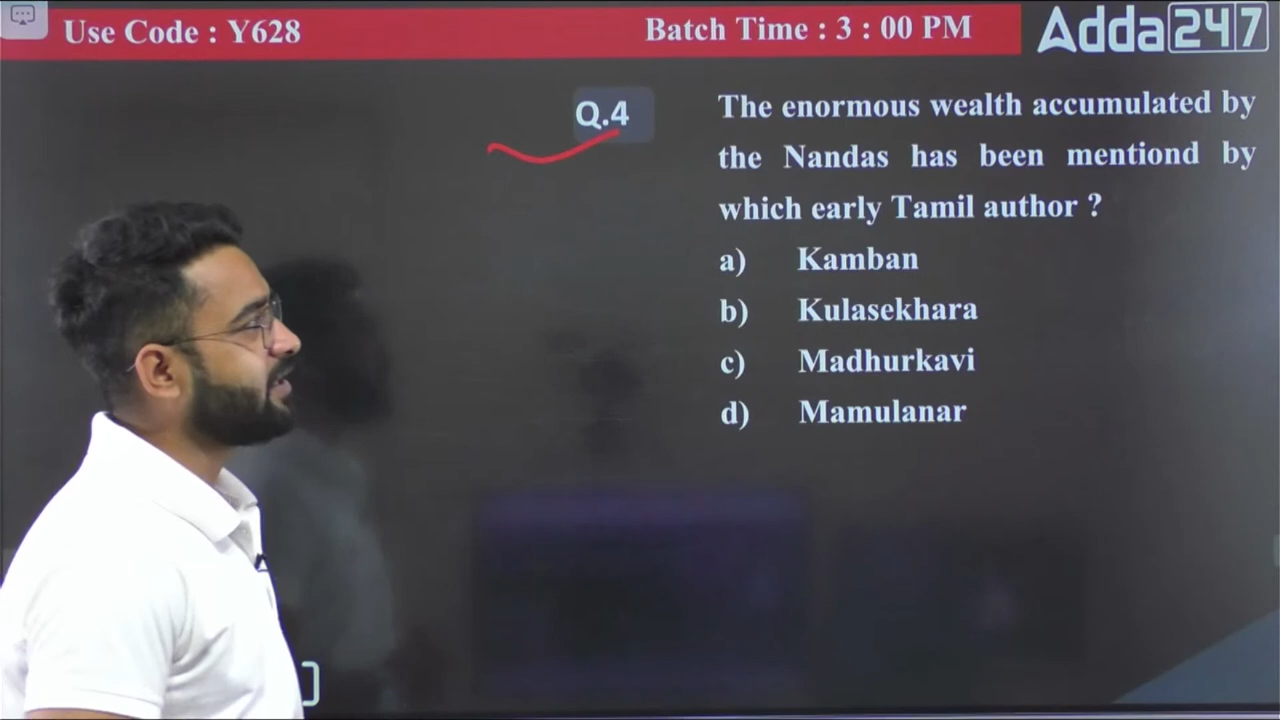 Use Code : Y628
Batch Time : 3 : 00 PM
Adda247
Q.4
The enormous wealth accumulated by
the Nandas has been mentiond by
which early Tamil author ?
a) Kamban
b) Kulasekhara
c) Madhurkavi
d) Mamulanar